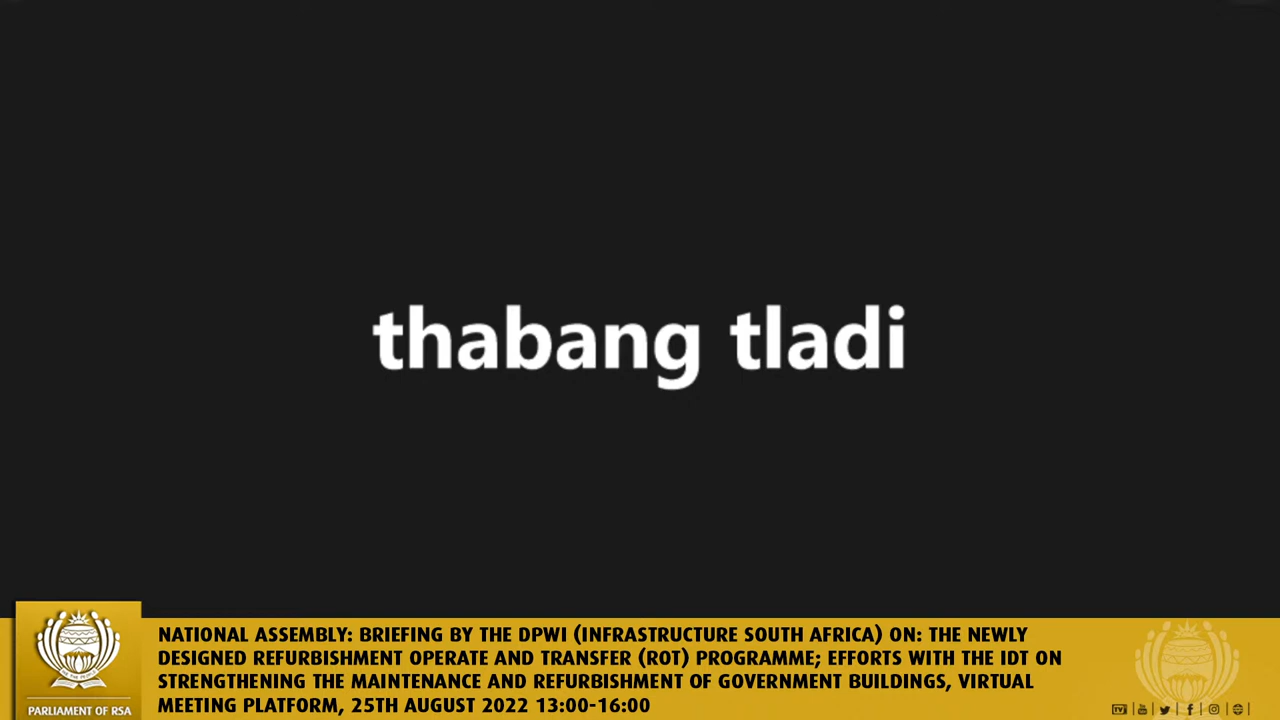 thabang tladi
NATIONAL ASSEMBLY: BRIEFING BY THE DPWI (INFRASTRUCTURE SOUTH AFRICA) ON: THE NEWLY
DESIGNED REFURBISHMENT OPERATE AND TRANSFER (ROT) PROGRAMME; EFFORTS WITH THE IDT ON
STRENGTHENING THE MAINTENANCE AND REFURBISHMENT OF GOVERNMENT BUILDINGS, VIRTUAL
MEETING PLATFORM, 25TH AUGUST 2022 13:00-16:00
PARLIAMENT OF RSA